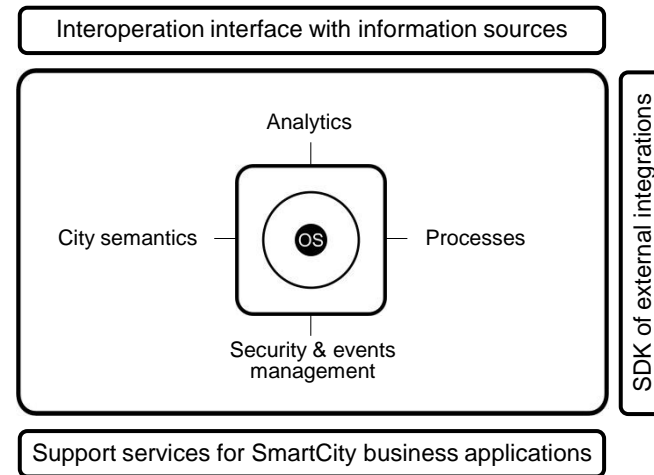 Interoperation interface with information sources
Analytics
City semantics
OS
Processes
Security & events
management
SDK of external integrations
Support services for SmartCity business applications